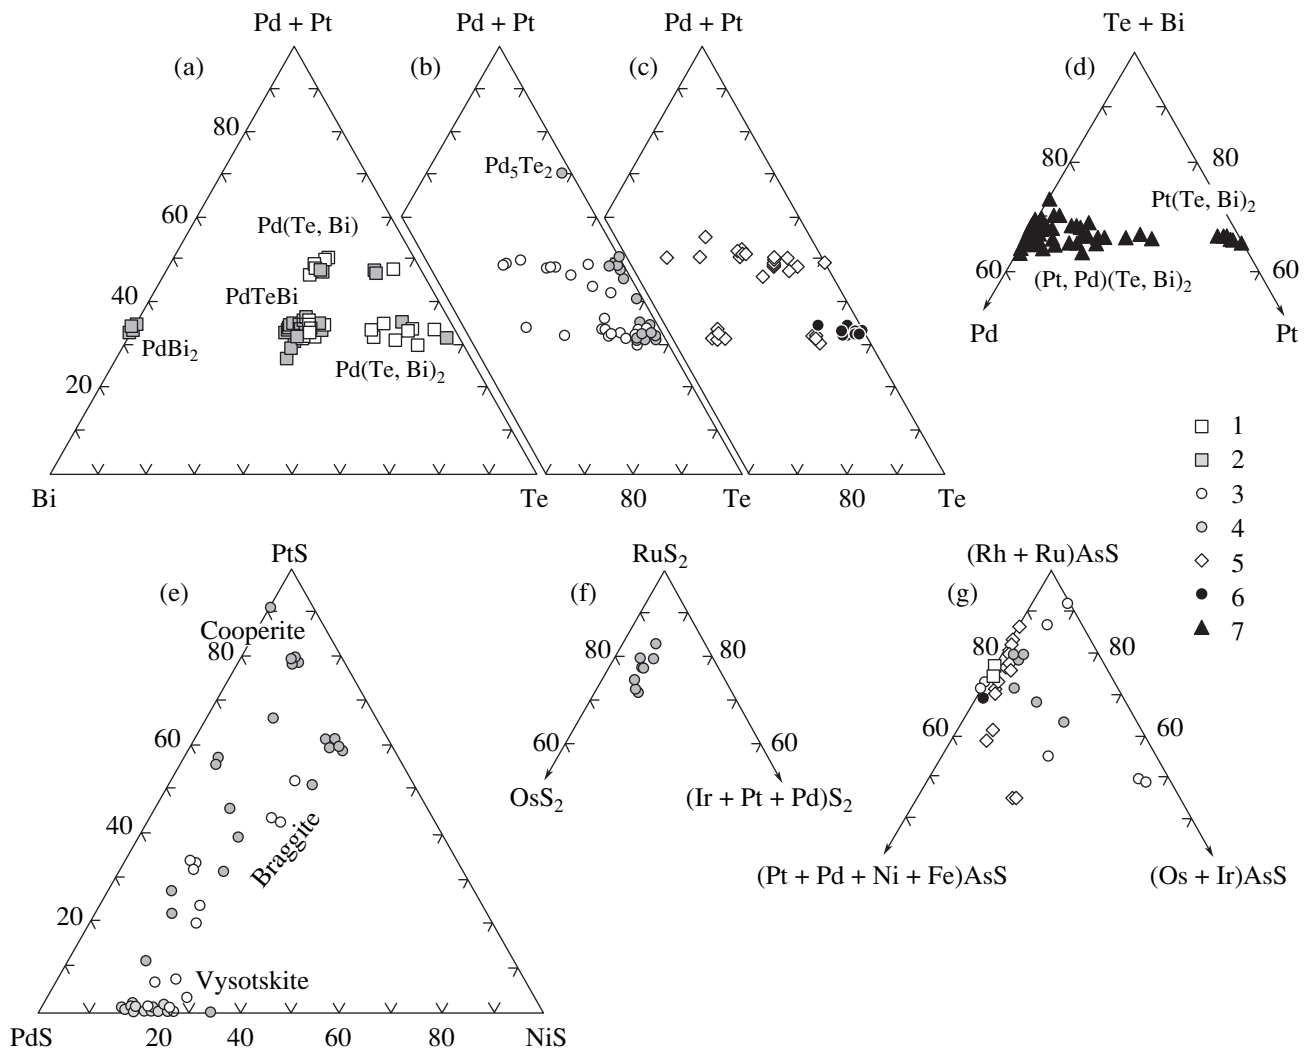 Pd + Pt
Pd + Pt
Pd + Pt
Te + Bi
(a)
(b)
(c)
(d)
80
Pd5Te2
80
80
60
Pd(Te, Bi)
Pt(Te, Bi)2
40
PdTeBi
60
(Pt, Pd)(Te, Bi)2
60
PdBi2
Pd(Te, Bi)2
Pd
Pt
20
Bi
Te
80
Te
80
Te
1
2
3
4
5
6
7
PtS
RuS2
(Rh + Ru)AsS
(e)
(f)
(g)
Cooperite
80
80
80
80
80
60
60
60
60
60
OsS2
(Ir + Pt + Pd)S2
40
Braggite
(Pt + Pd + Ni + Fe)AsS
(Os + Ir)AsS
20
Vysotskite
PdS
20
40
60
80
NiS